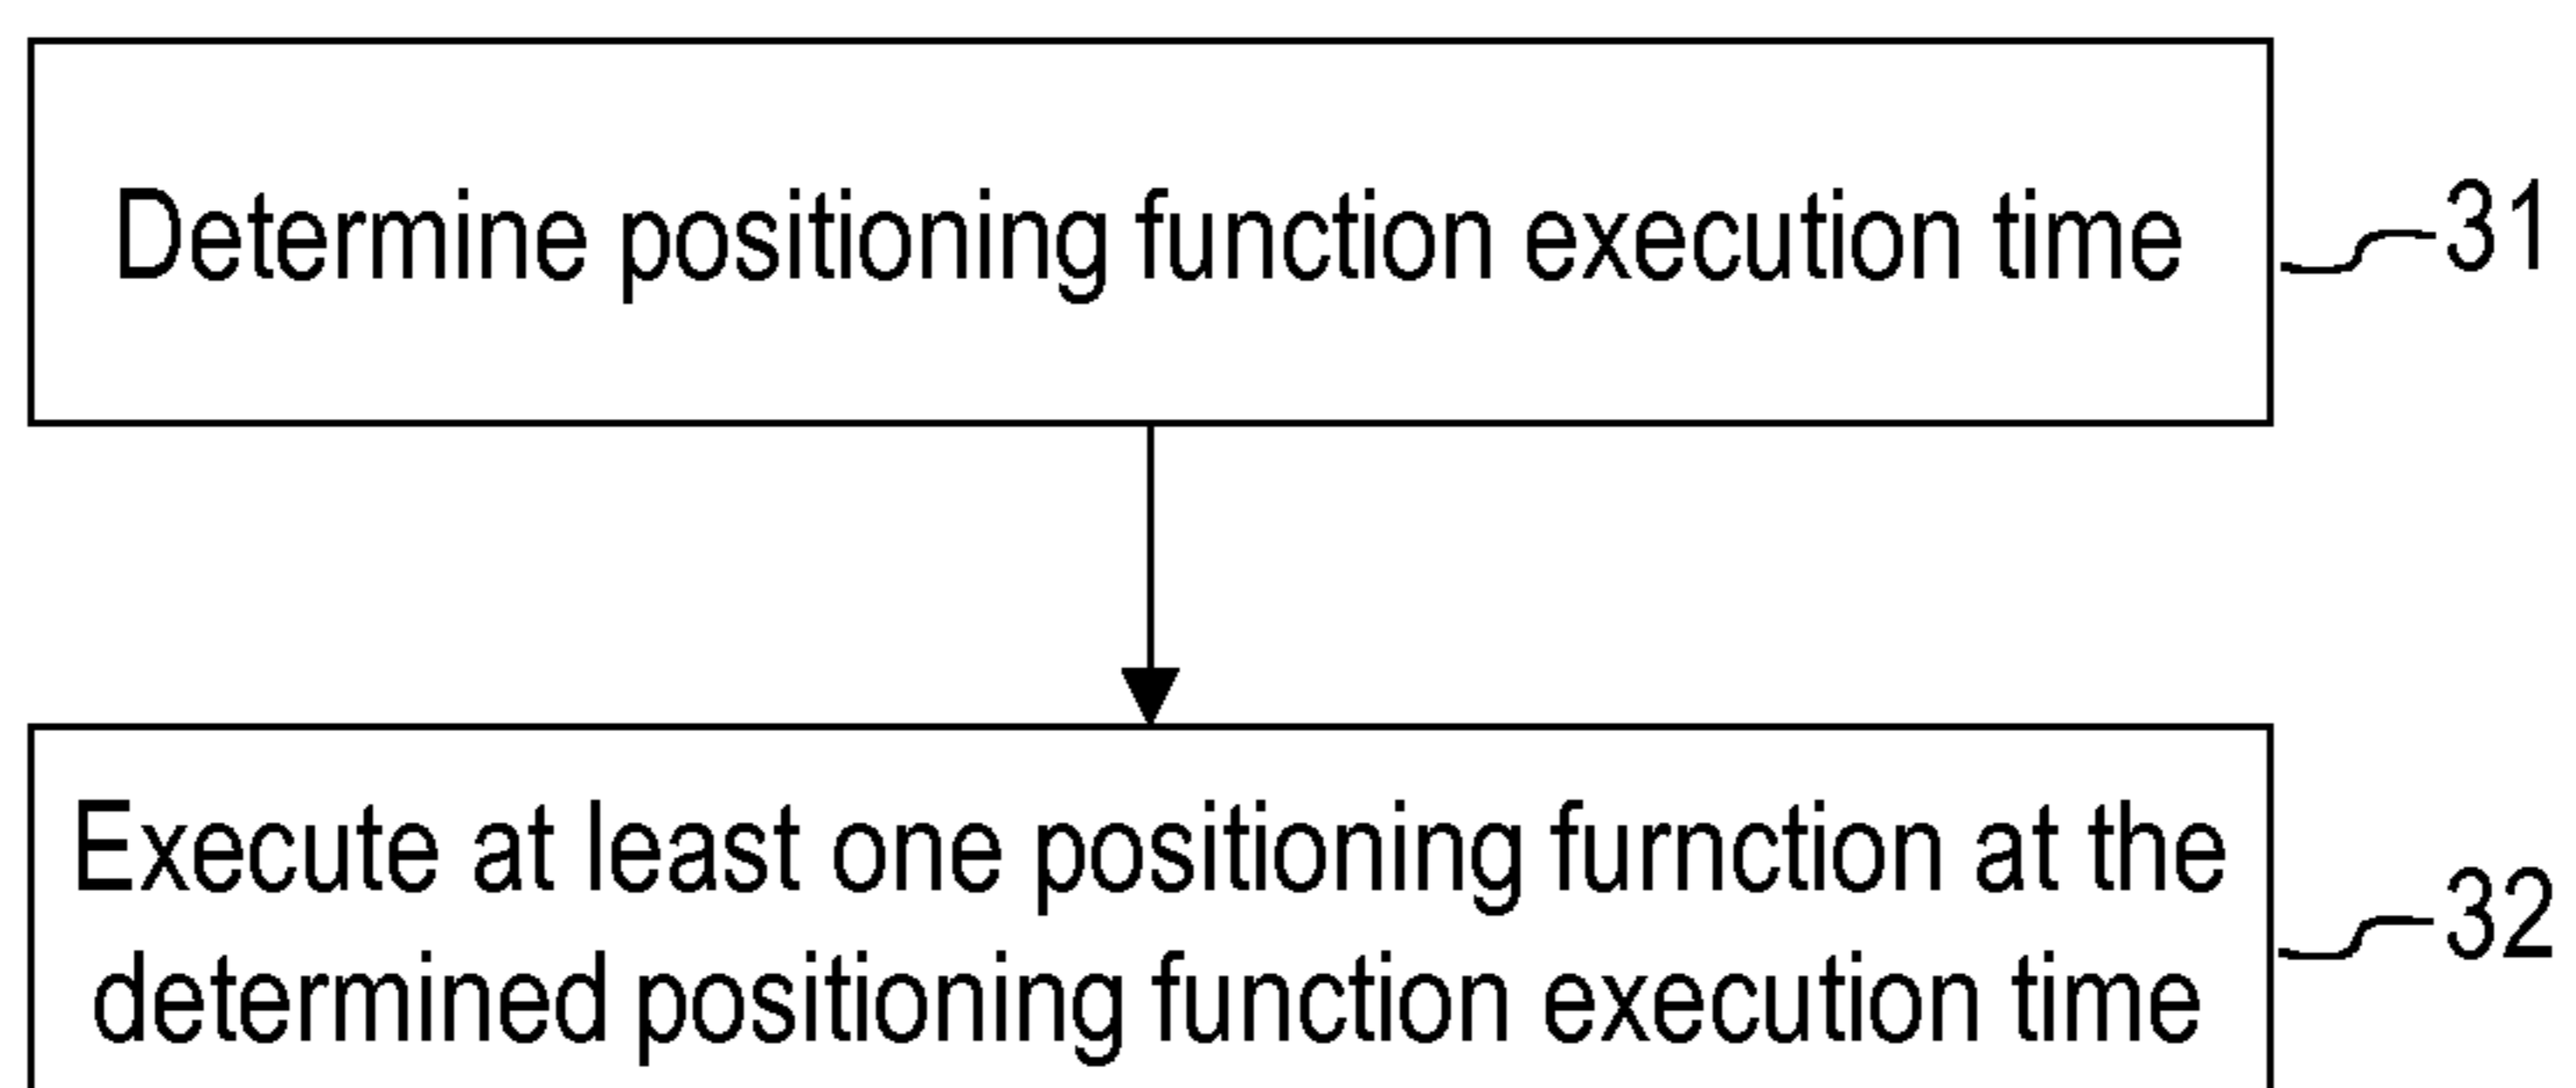 Determine positioning function execution time
31
Execute at least one positioning furnction at the
32
determined positioning function execution time